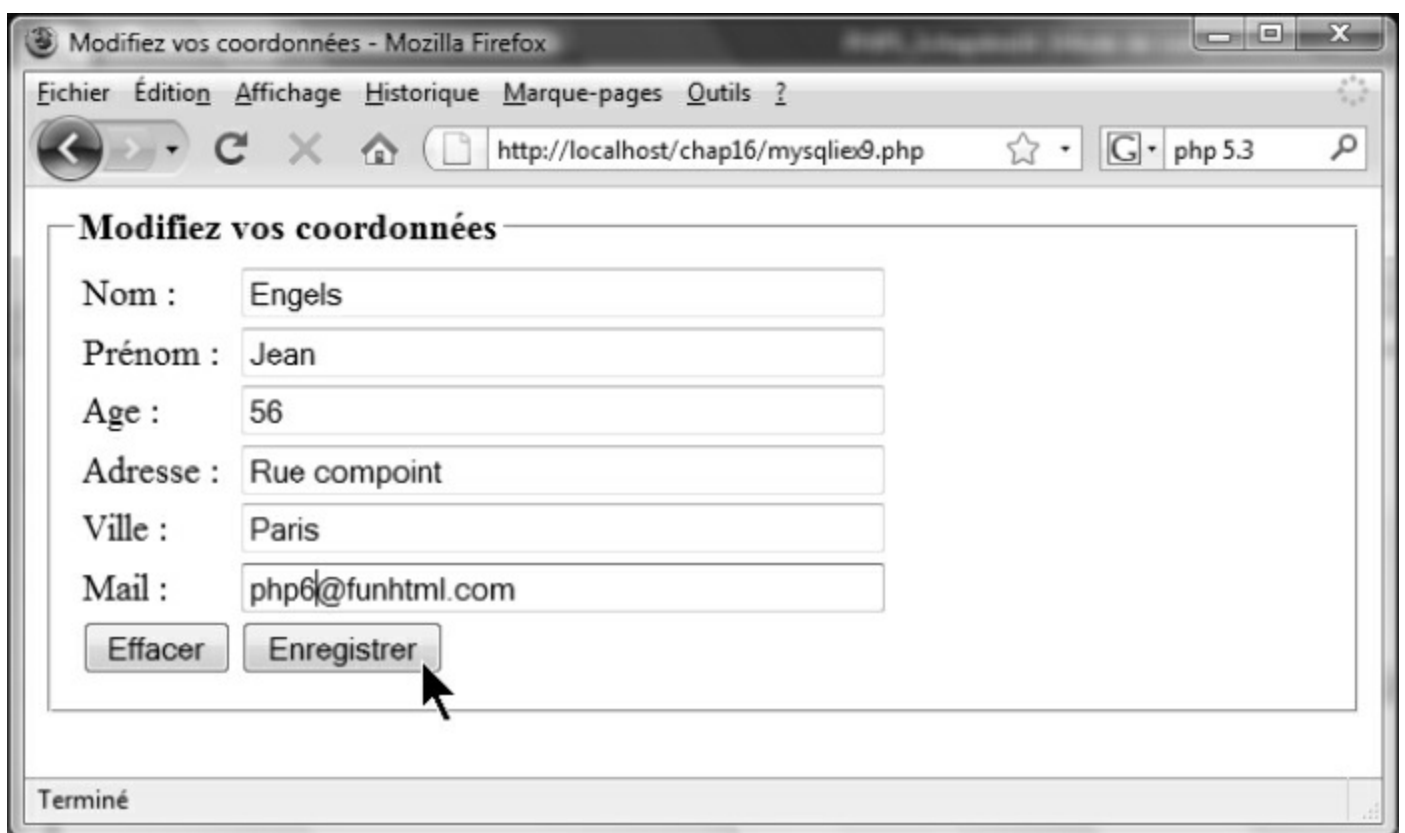 Modifiez vos coordonnées - Mozilla Firefox
Fichier Édition Affichage Historique Marque-pages Outils ?
http://localhost/chap16/mysqliex9.php G php 5.3
Modifiez vos coordonnées
Nom : Engels
Prénom : Jean
Age : 56
Adresse : Rue compoint
Ville : Paris
Mail : php6@funhtml.com
Effacer Enregistrer
Terminé